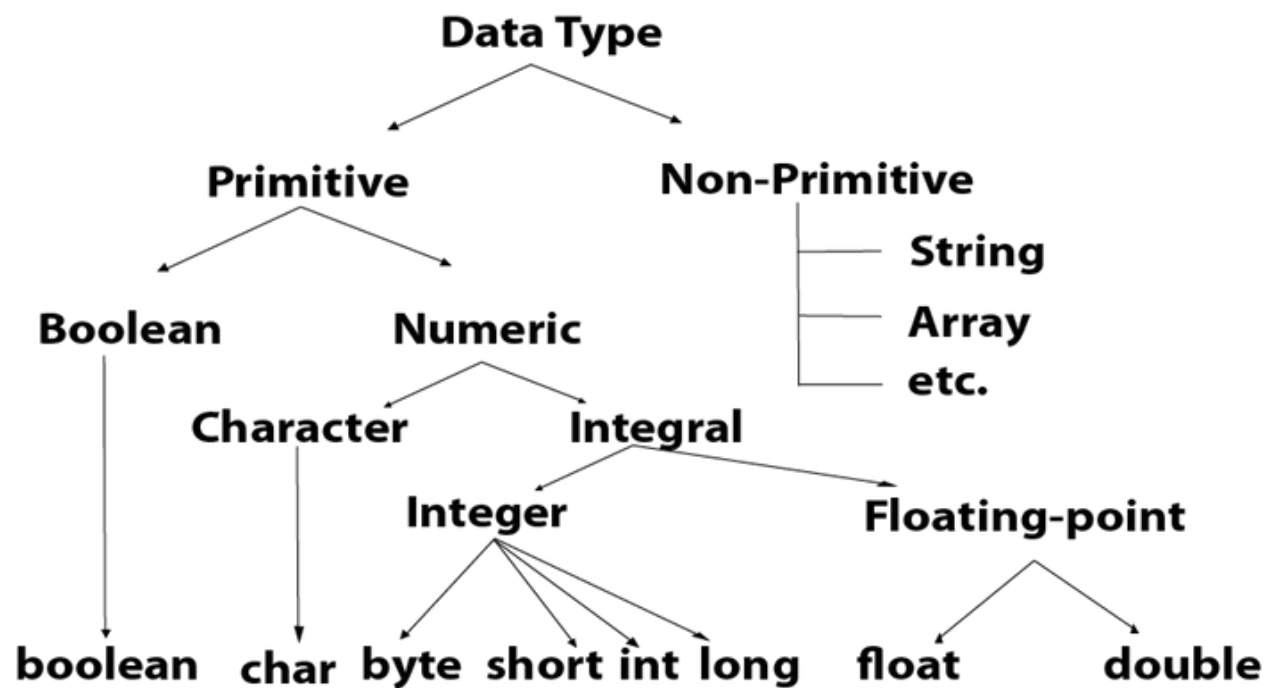 Data Type
Primitive
Non-Primitive
String
Array
etc.
Boolean
Numeric
Character
Integral
Integer
Floating-point
boolean
char
byte
short
int
long
float
double